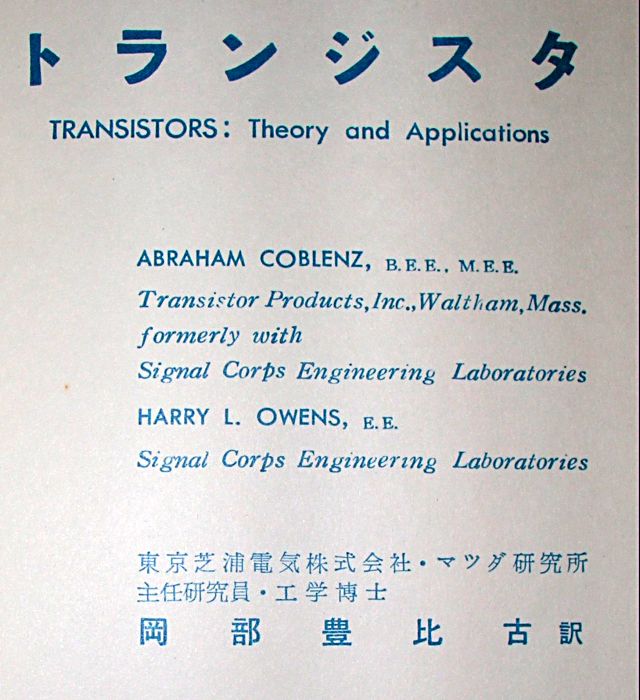 トランジスタ
TRANSISTORS: Theory and Applications
ABRAHAM COBLENZ, B.E.E., M.E.E.
Transistor Products, Inc., Waltham, Mass.
formerly with
Signal Corps Engineering Laboratories
HARRY L. OWENS, E.E.
Signal Corps Engineering Laboratories
東京芝浦電気株式会社・マツダ研究所
主任研究員・工学博士
岡部豊比古訳